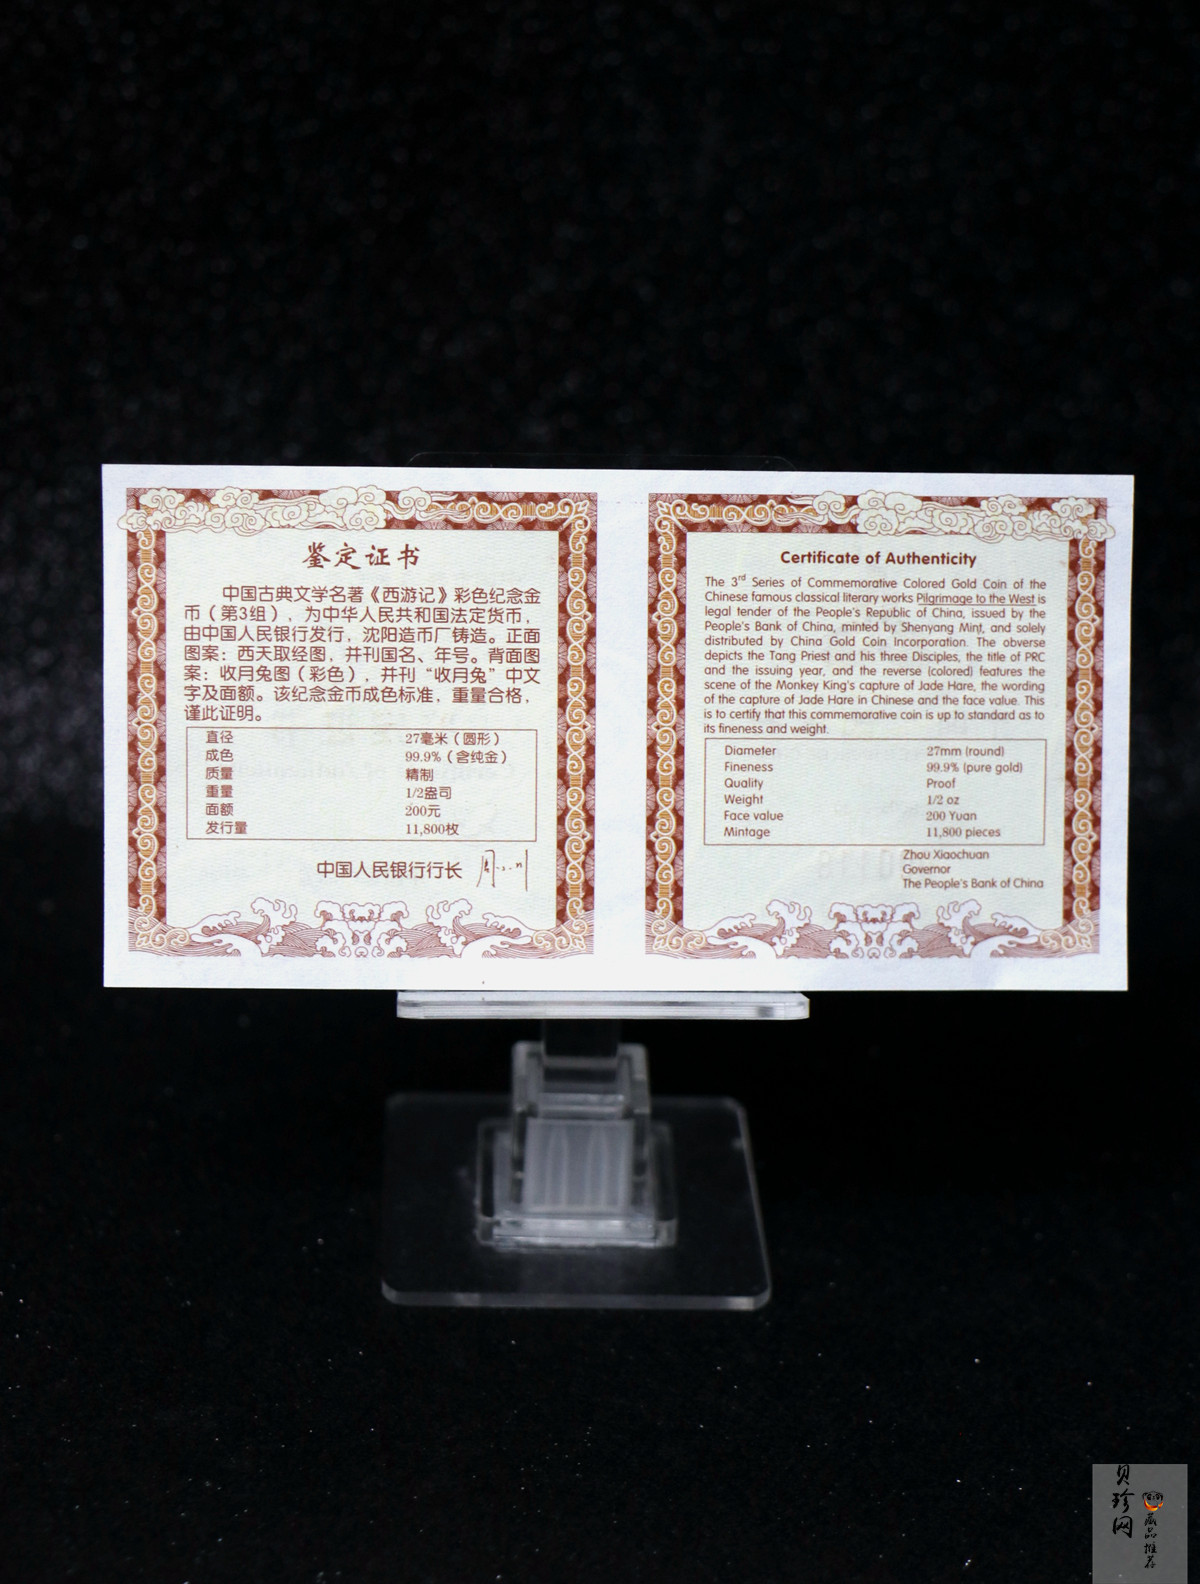 鉴定证书
中国古典文学名著《西游记》彩色纪念金
币（第3组），为中华人民共和国法定货币，
由中国人民银行发行，沈阳造币厂铸造。正面
图案：西天取经图，并刊国名、年号。背面图
案：收月兔图（彩色），并刊“收月兔”中文
字及面额。该纪念金币成色标准，重量合格，
谨此证明。
直径 27毫米（圆形）
成色 99.9%（含纯金）
质量 精制
重量 1/2盎司
面额 200元
发行量 11,800枚
中国人民银行行长
Certificate of Authenticity
The 3rd Series of Commemorative Colored Gold Coin of the
Chinese famous classical literary works Pilgrimage to the West is
legal tender of the People's Republic of China, issued by the
People's Bank of China, minted by Shenyang Mint, and solely
distributed by China Gold Coin Incorporation. The obverse
depicts the Tang Priest and his three Disciples, the title of PRC
and the issuing year, and the reverse (colored) features the
scene of the Monkey King's capture of Jade Hare, the wording
of the capture of Jade Hare in Chinese and the face value. This
is to certify that this commemorative coin is up to standard as to
its fineness and weight.
Diameter 27mm (round)
Fineness 99.9% (pure gold)
Quality Proof
Weight 1/2 oz
Face value 200 Yuan
Mintage 11,800 pieces
Zhou Xiaochuan
Governor
The People's Bank of China
贝珍网
藏品推荐